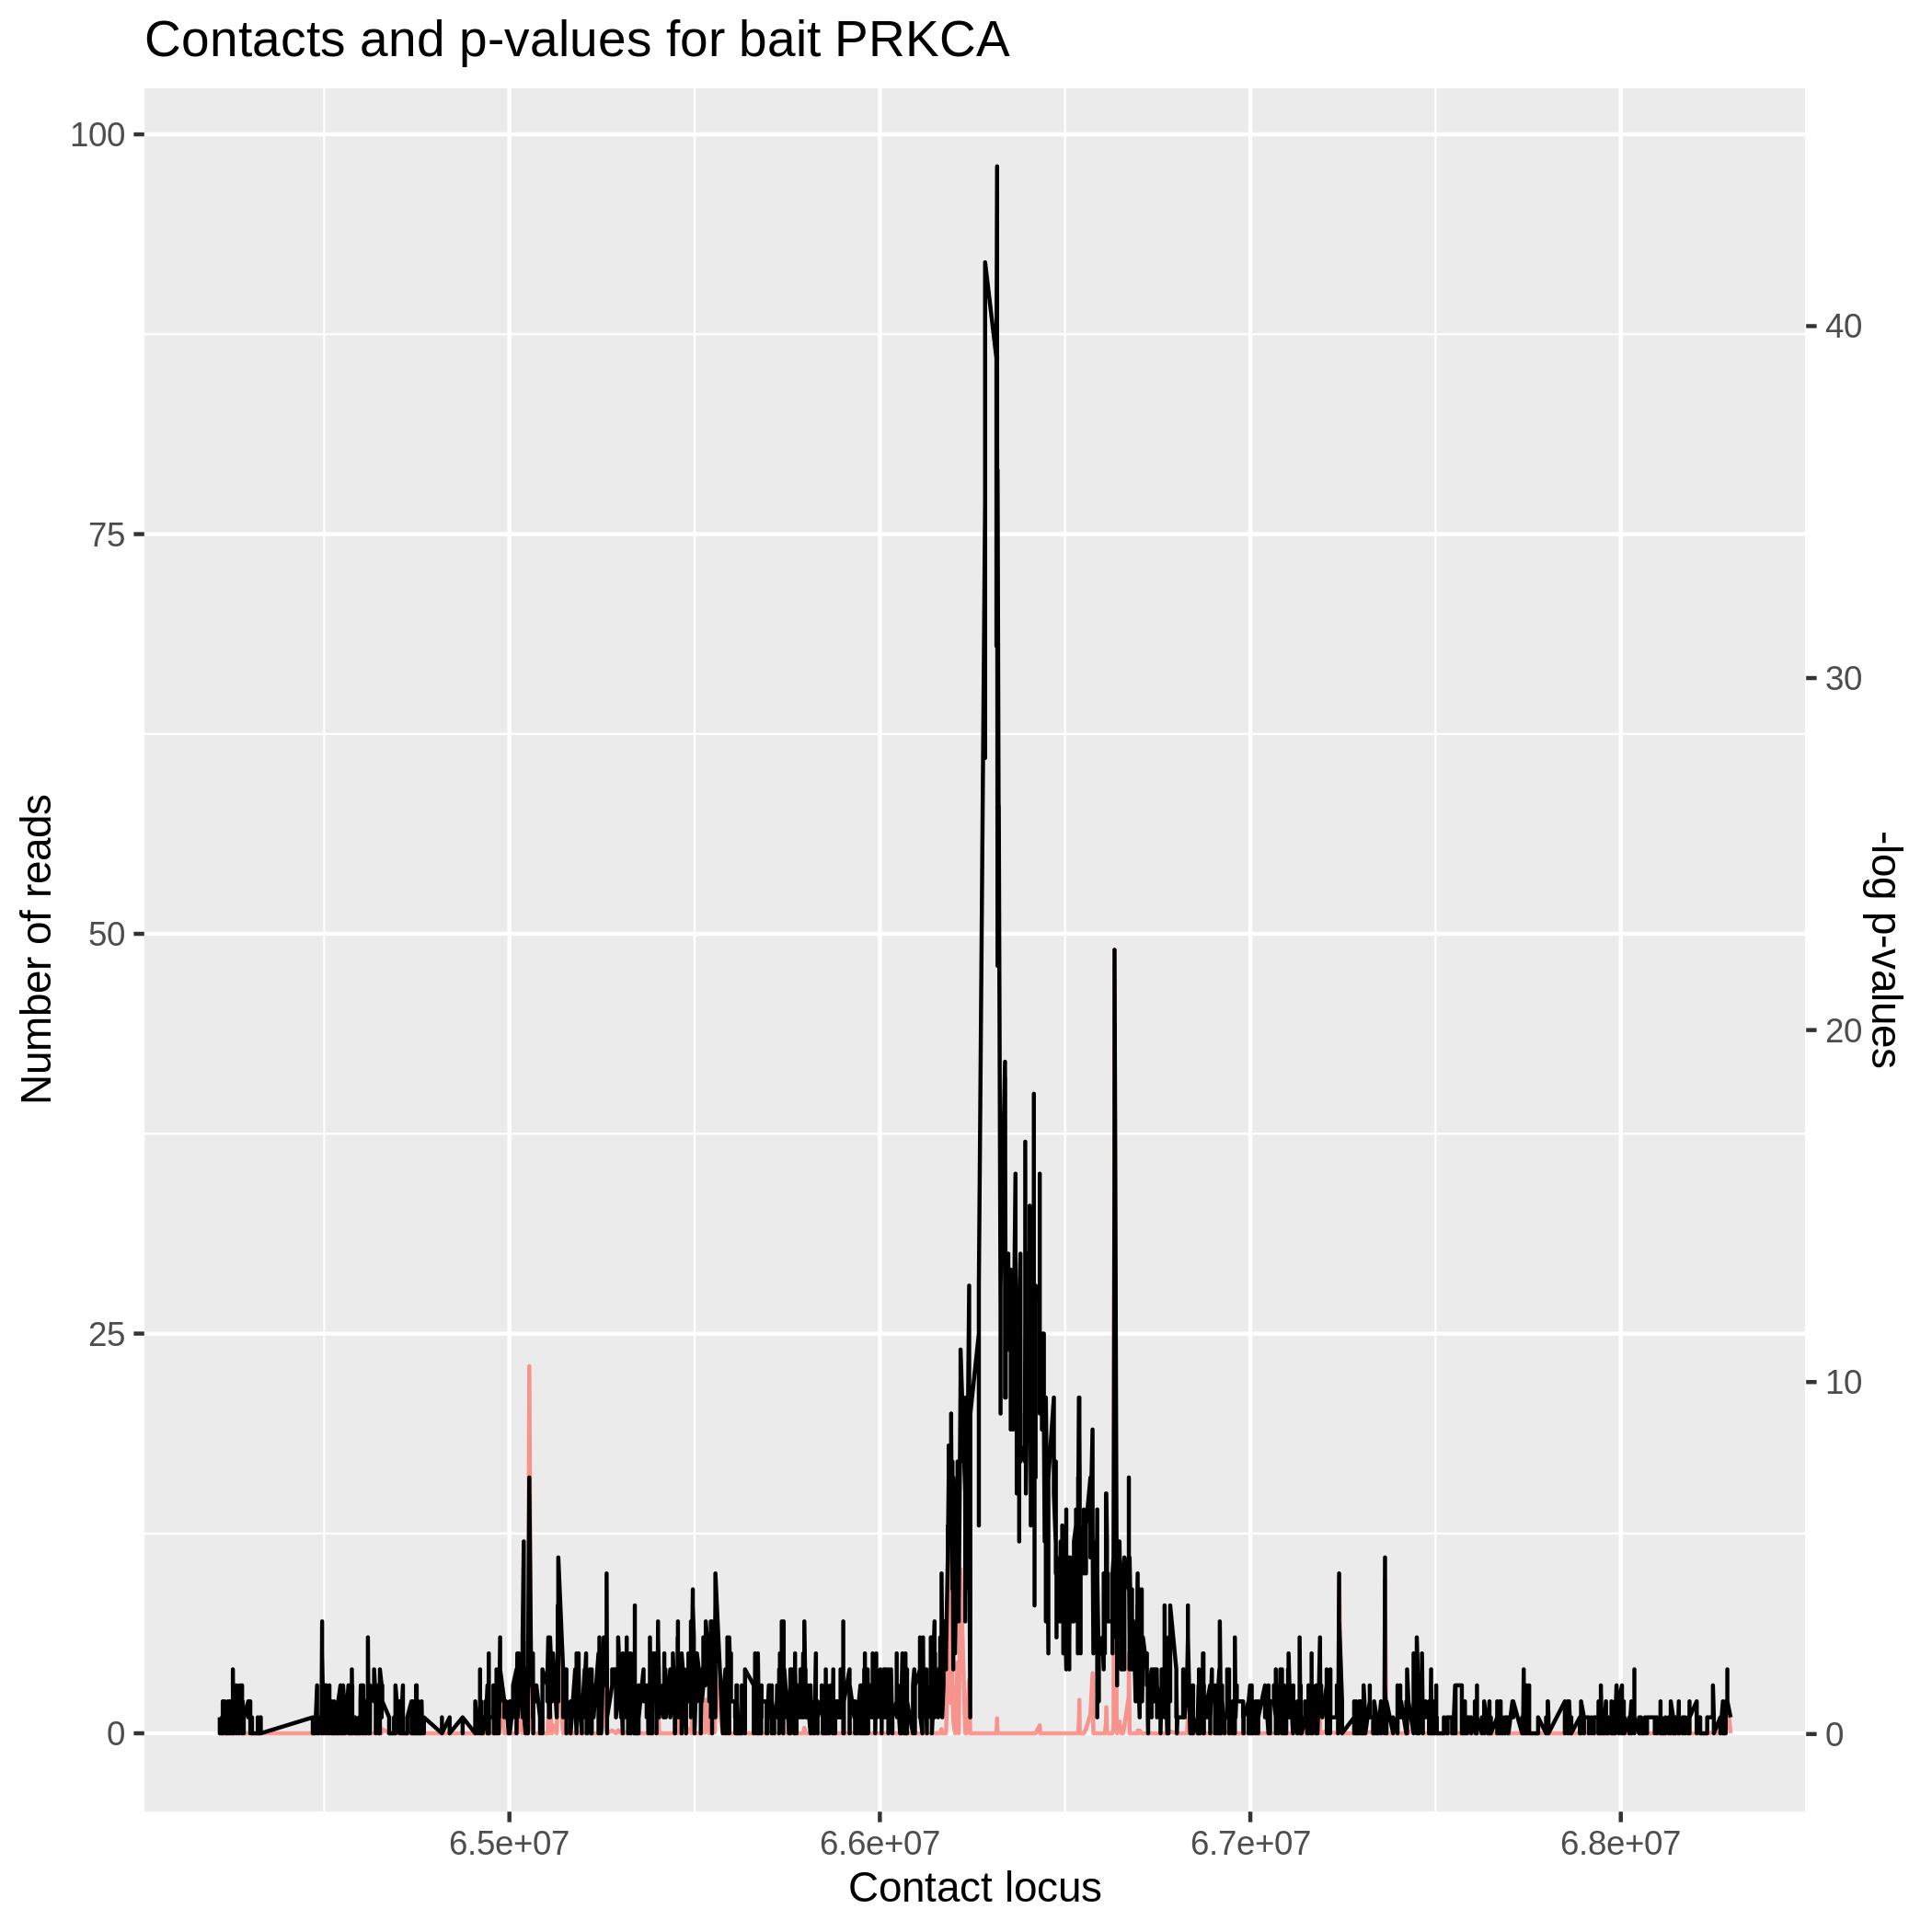 Contacts and p-values for bait PRKCA
100
75
50
25
0
Number of reads
40
30
20
10
0
-log p-values
6.5e+07
6.6e+07
6.7e+07
6.8e+07
Contact locus